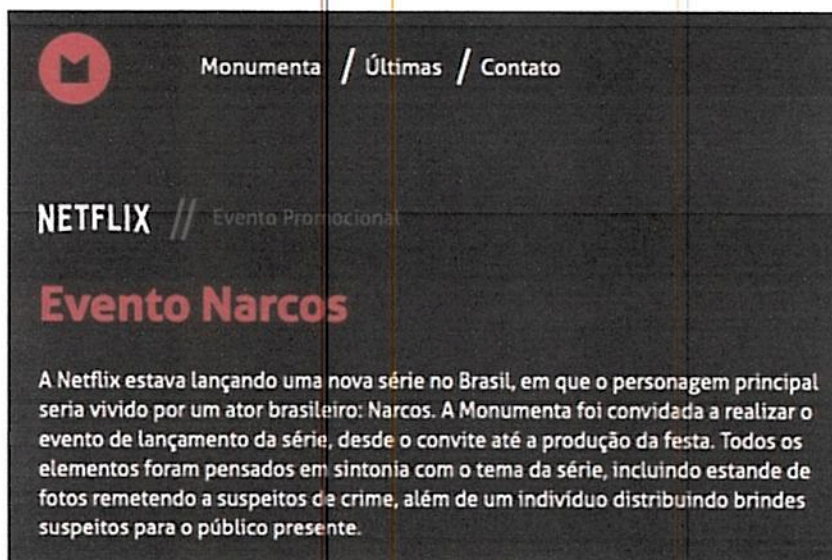 Monumenta / Últimas / Contato
NETFLIX // Evento Promocional
Evento Narcos
A Netflix estava lançando uma nova série no Brasil, em que o personagem principal
seria vivido por um ator brasileiro: Narcos. A Monumenta foi convidada a realizar o
evento de lançamento da série, desde o convite até a produção da festa. Todos os
elementos foram pensados em sintonia com o tema da série, incluindo estande de
fotos remetendo a suspeitos de crime, além de um indivíduo distribuindo brindes
suspeitos para o público presente.